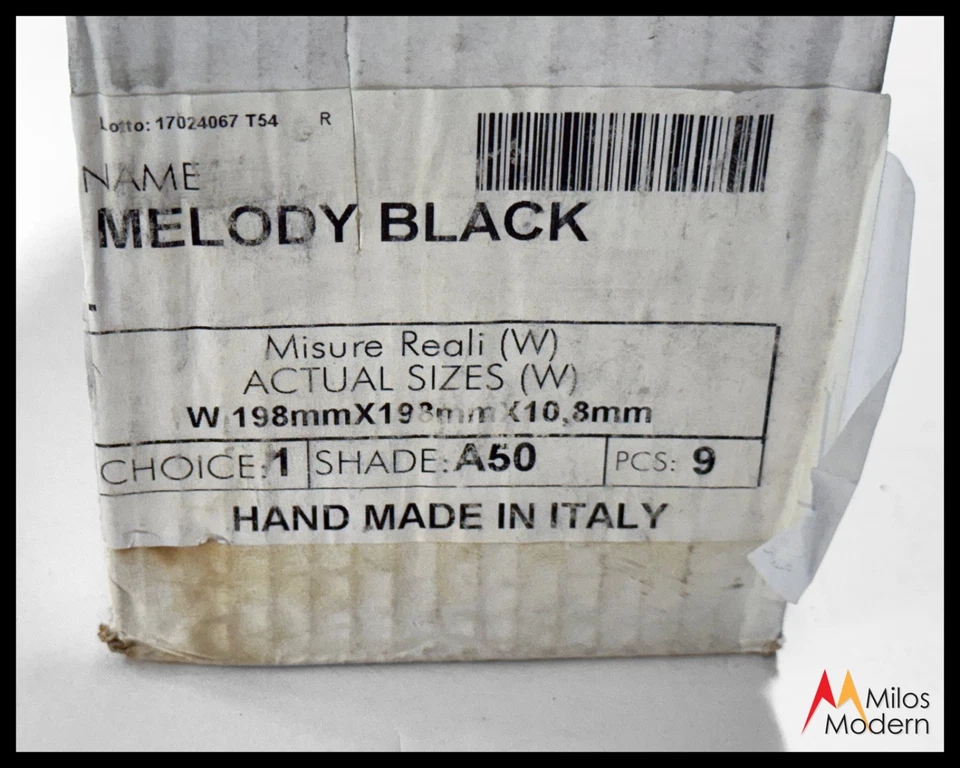 Lotto: 17024067 T54 R
NAME
MELODY BLACK
Misure Reali (W)
ACTUAL SIZES (W)
W 198mmX198mmX10,8mm
CHOICE:1 SHADE:A50 PCS: 9
HAND MADE IN ITALY
Milos
Modern